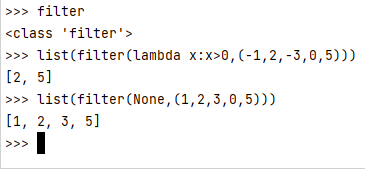 >>> filter
<class 'filter'>
>>> list(filter(lambda x:x>0,(-1,2,-3,0,5)))
[2, 5]
>>> list(filter(None,(1,2,3,0,5)))
[1, 2, 3, 5]
>>>